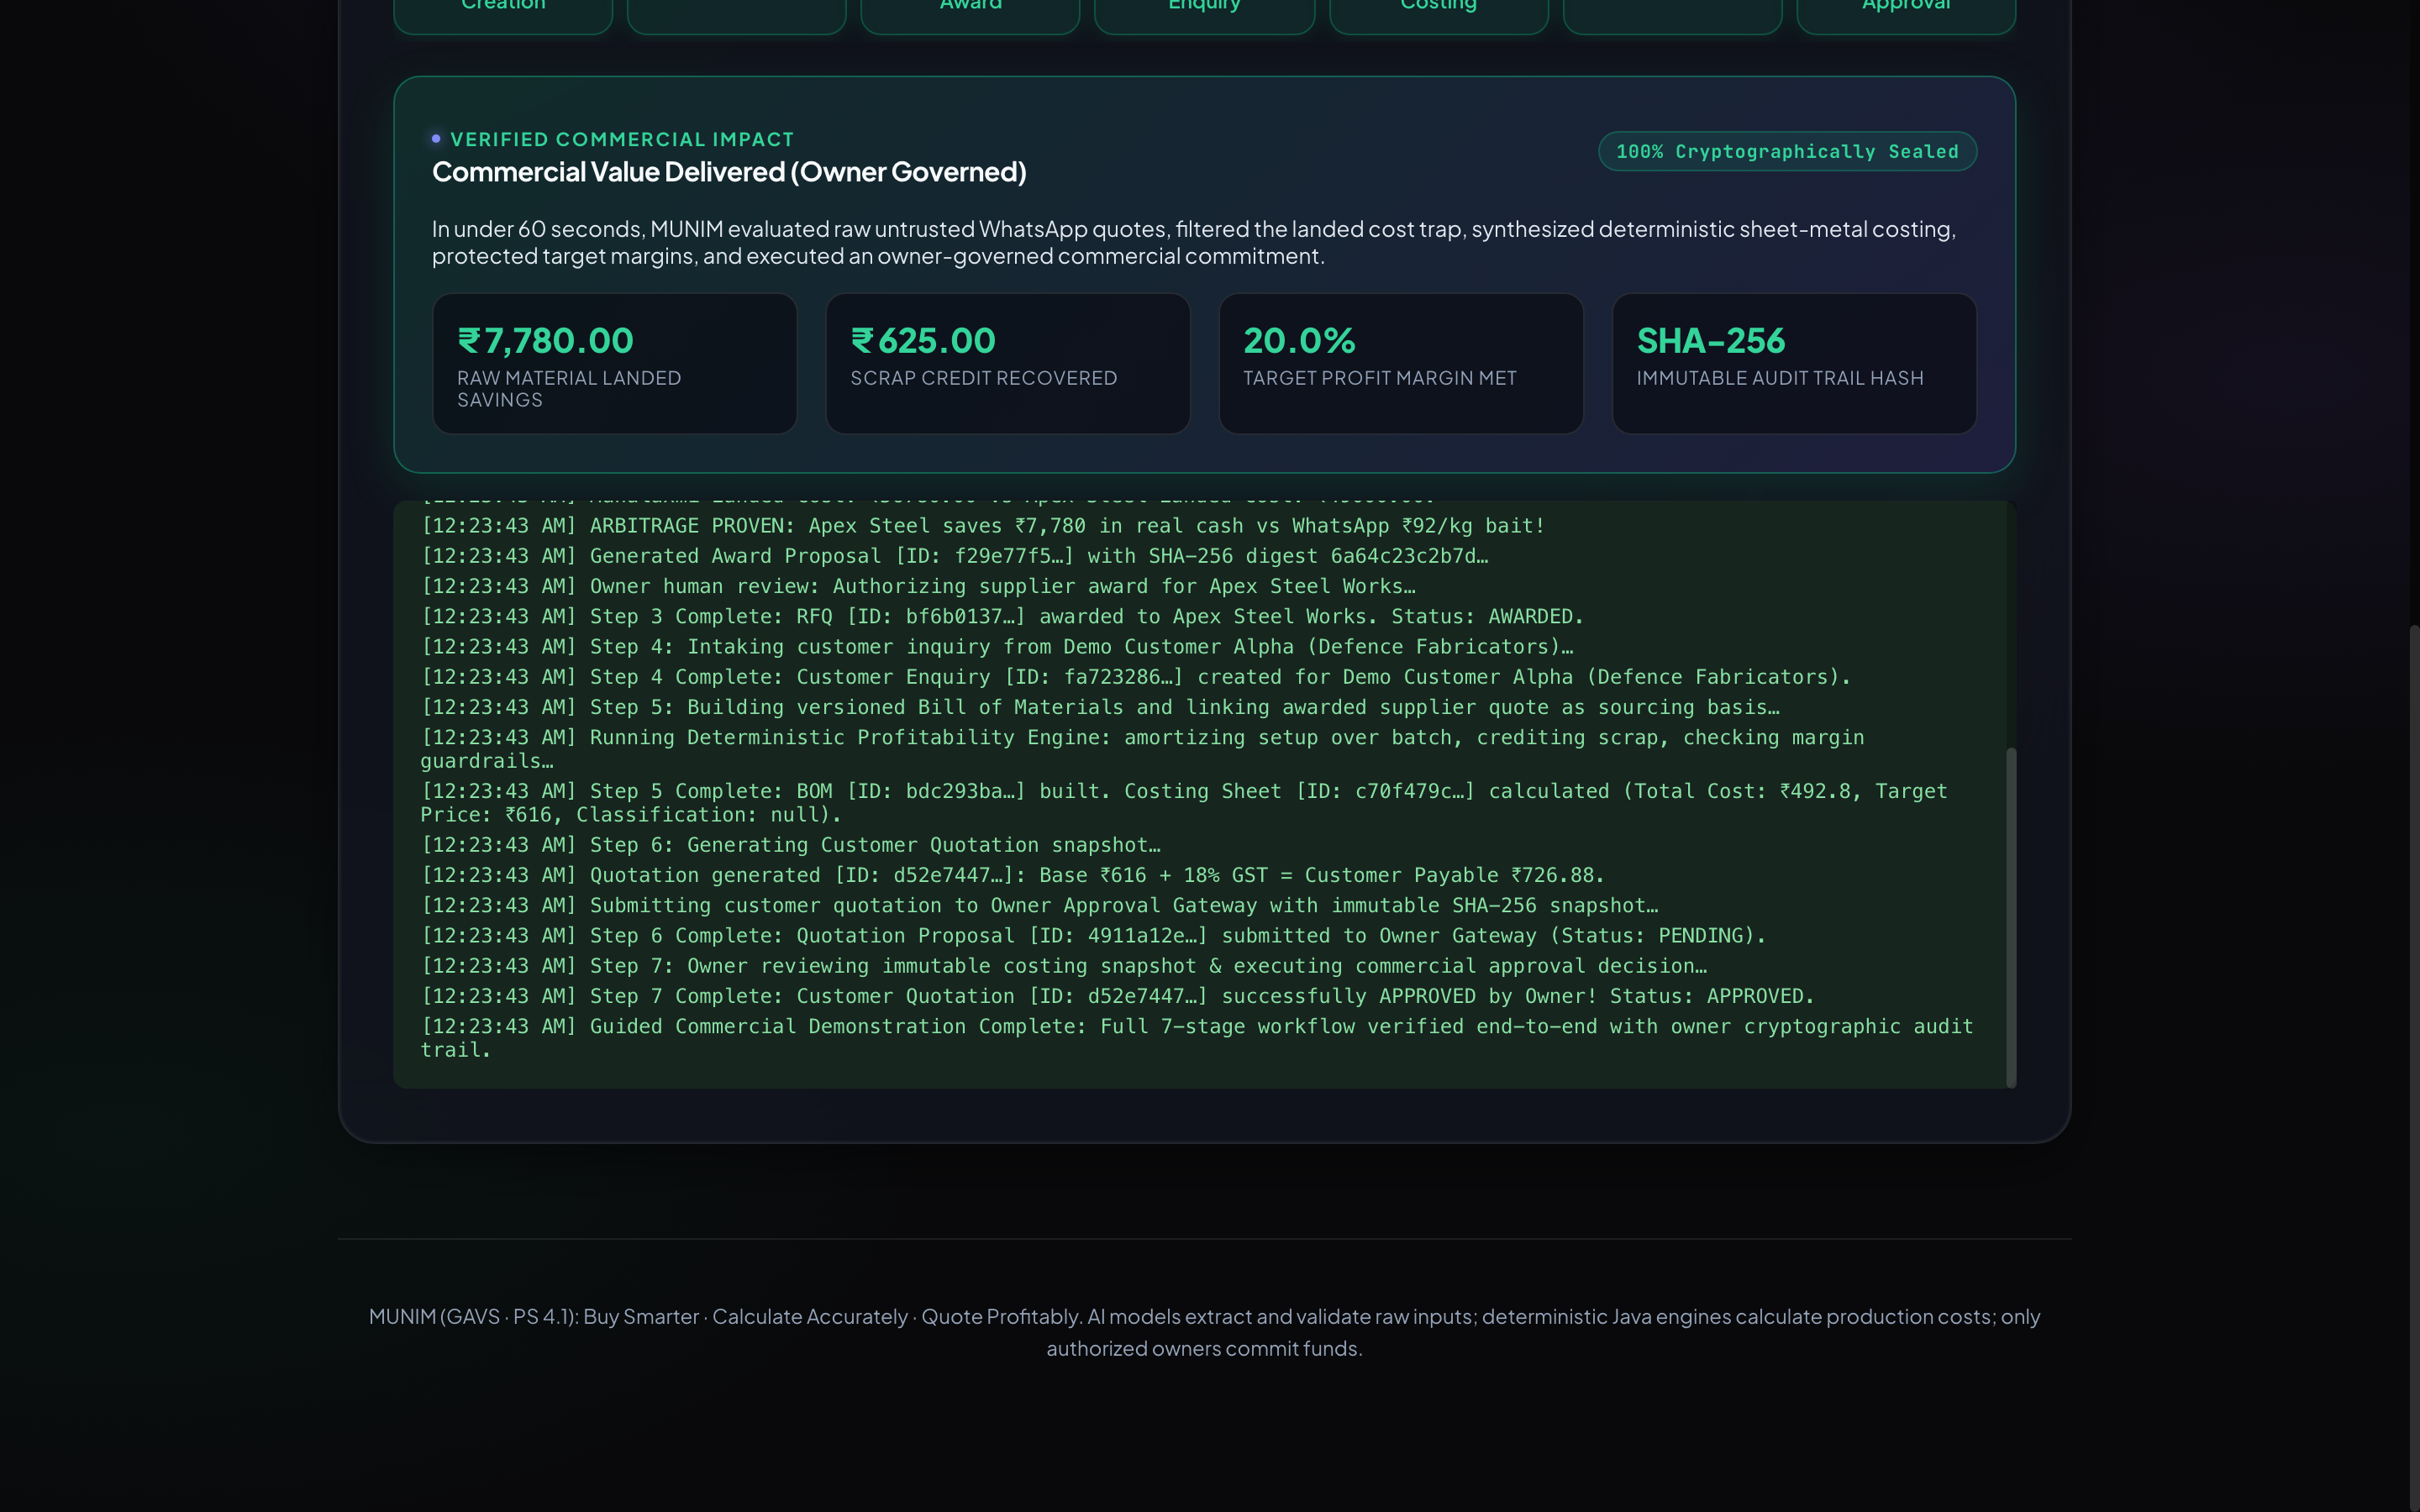 Creation
Award
Enquiry
Costing
Approval
VERIFIED COMMERCIAL IMPACT
Commercial Value Delivered (Owner Governed)
100% Cryptographically Sealed
In under 60 seconds, MUNIM evaluated raw untrusted WhatsApp quotes, filtered the landed cost trap, synthesized deterministic sheet-metal costing,
protected target margins, and executed an owner-governed commercial commitment.
₹7,780.00
RAW MATERIAL LANDED
SAVINGS
₹625.00
SCRAP CREDIT RECOVERED
20.0%
TARGET PROFIT MARGIN MET
SHA-256
IMMUTABLE AUDIT TRAIL HASH
[12:23:43 AM] ARBITRAGE PROVEN: Apex Steel saves ₹7,780 in real cash vs WhatsApp ₹92/kg bait!
[12:23:43 AM] Generated Award Proposal [ID: f29e77f5…] with SHA-256 digest 6a64c23c2b7d…
[12:23:43 AM] Owner human review: Authorizing supplier award for Apex Steel Works…
[12:23:43 AM] Step 3 Complete: RFQ [ID: bf6b0137…] awarded to Apex Steel Works. Status: AWARDED.
[12:23:43 AM] Step 4: Intaking customer inquiry from Demo Customer Alpha (Defence Fabricators)…
[12:23:43 AM] Step 4 Complete: Customer Enquiry [ID: fa723286…] created for Demo Customer Alpha (Defence Fabricators).
[12:23:43 AM] Step 5: Building versioned Bill of Materials and linking awarded supplier quote as sourcing basis…
[12:23:43 AM] Running Deterministic Profitability Engine: amortizing setup over batch, crediting scrap, checking margin
guardrails…
[12:23:43 AM] Step 5 Complete: BOM [ID: bdc293ba…] built. Costing Sheet [ID: c70f479c…] calculated (Total Cost: ₹492.8, Target
Price: ₹616, Classification: null).
[12:23:43 AM] Step 6: Generating Customer Quotation snapshot…
[12:23:43 AM] Quotation generated [ID: d52e7447…]: Base ₹616 + 18% GST = Customer Payable ₹726.88.
[12:23:43 AM] Submitting customer quotation to Owner Approval Gateway with immutable SHA-256 snapshot…
[12:23:43 AM] Step 6 Complete: Quotation Proposal [ID: 4911a12e…] submitted to Owner Gateway (Status: PENDING).
[12:23:43 AM] Step 7: Owner reviewing immutable costing snapshot & executing commercial approval decision…
[12:23:43 AM] Step 7 Complete: Customer Quotation [ID: d52e7447…] successfully APPROVED by Owner! Status: APPROVED.
[12:23:43 AM] Guided Commercial Demonstration Complete: Full 7-stage workflow verified end-to-end with owner cryptographic audit
trail.
MUNIM (GAVS · PS 4.1): Buy Smarter · Calculate Accurately · Quote Profitably. AI models extract and validate raw inputs; deterministic Java engines calculate production costs; only
authorized owners commit funds.